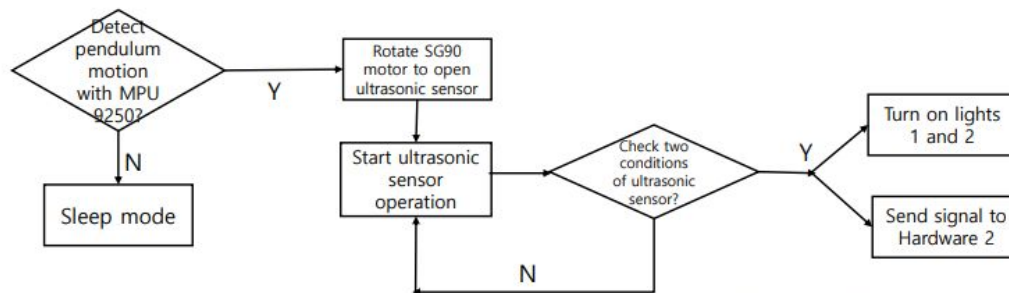 Detect
pendulum
motion
with MPU
9250?
Y
N
Sleep mode
Rotate SG90
motor to open
ultrasonic sensor
Start ultrasonic
sensor
operation
Check two
conditions
of ultrasonic
sensor?
N
Y
Turn on lights
1 and 2
Send signal to
Hardware 2